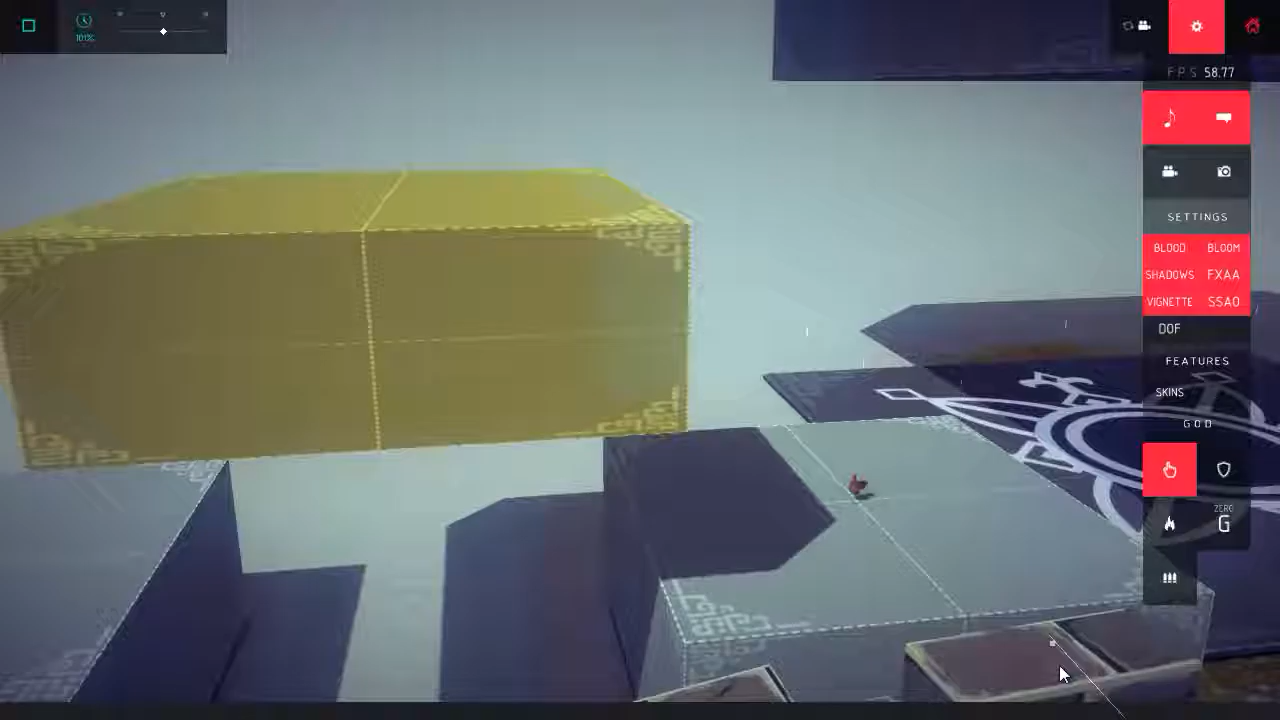 101%
FPS 58.77
SETTINGS
BLOOD BLOOM
SHADOWS FXAA
VIGNETTE SSAO
DOF
FEATURES
SKINS
GOD
ZERO
G